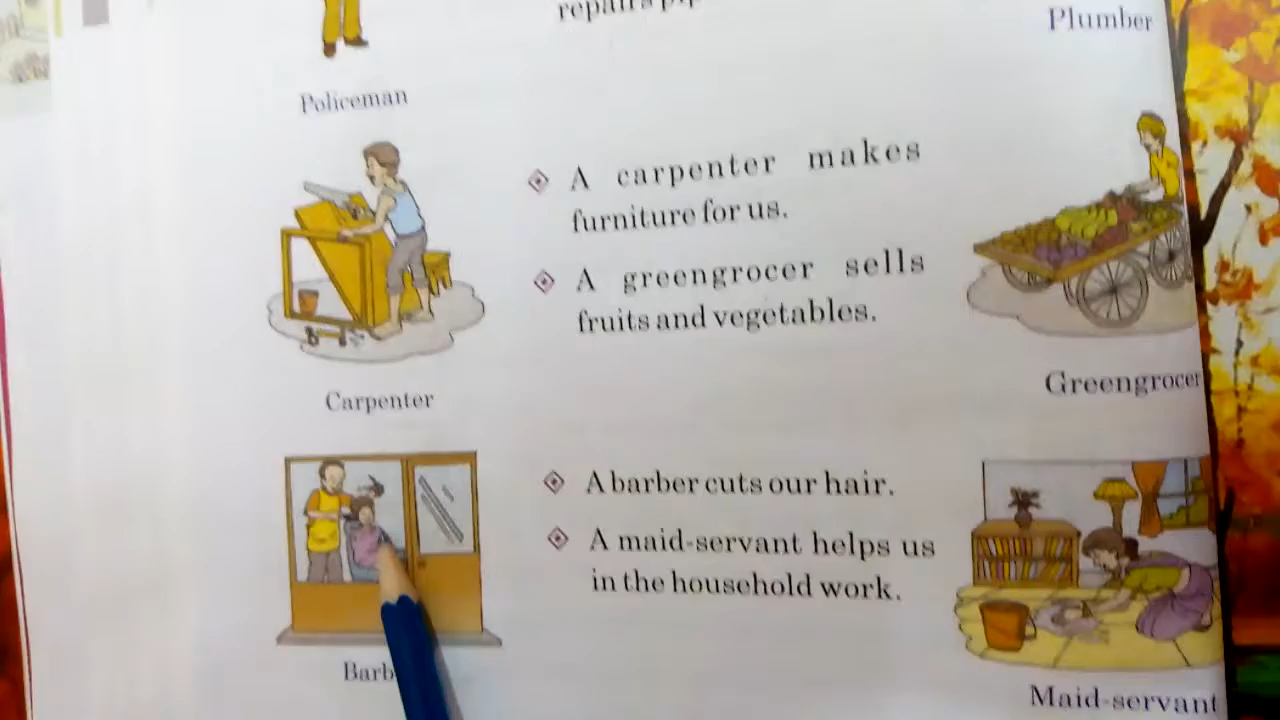 Plumber
Policeman
A carpenter makes
furniture for us.
A greengrocer sells
fruits and vegetables.
Carpenter
Greengrocer
A barber cuts our hair.
A maid-servant helps us
in the household work.
Maid-servant